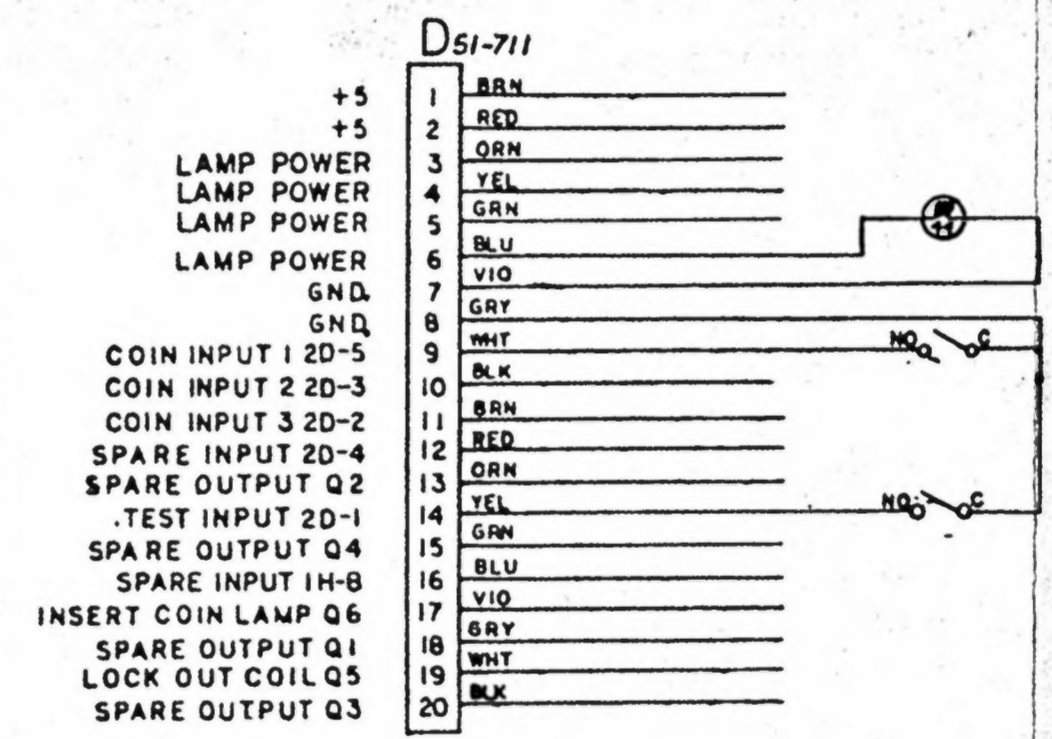 D51-711
+5 1 BRN
+5 2 RED
LAMP POWER 3 ORN
LAMP POWER 4 YEL
LAMP POWER 5 GRN
11
LAMP POWER 6 BLU
GND. 7 VIO
GND. 8 GRY
COIN INPUT 1 2D-5 9 WHT NO C
COIN INPUT 2 2D-3 10 BLK
COIN INPUT 3 2D-2 11 BRN
SPARE INPUT 2D-4 12 RED
SPARE OUTPUT Q2 13 ORN
TEST INPUT 2D-1 14 YEL NO C
SPARE OUTPUT Q4 15 GRN
SPARE INPUT 1H-8 16 BLU
INSERT COIN LAMP Q6 17 VIO
SPARE OUTPUT Q1 18 GRY
LOCK OUT COIL Q5 19 WHT
SPARE OUTPUT Q3 20 BLK